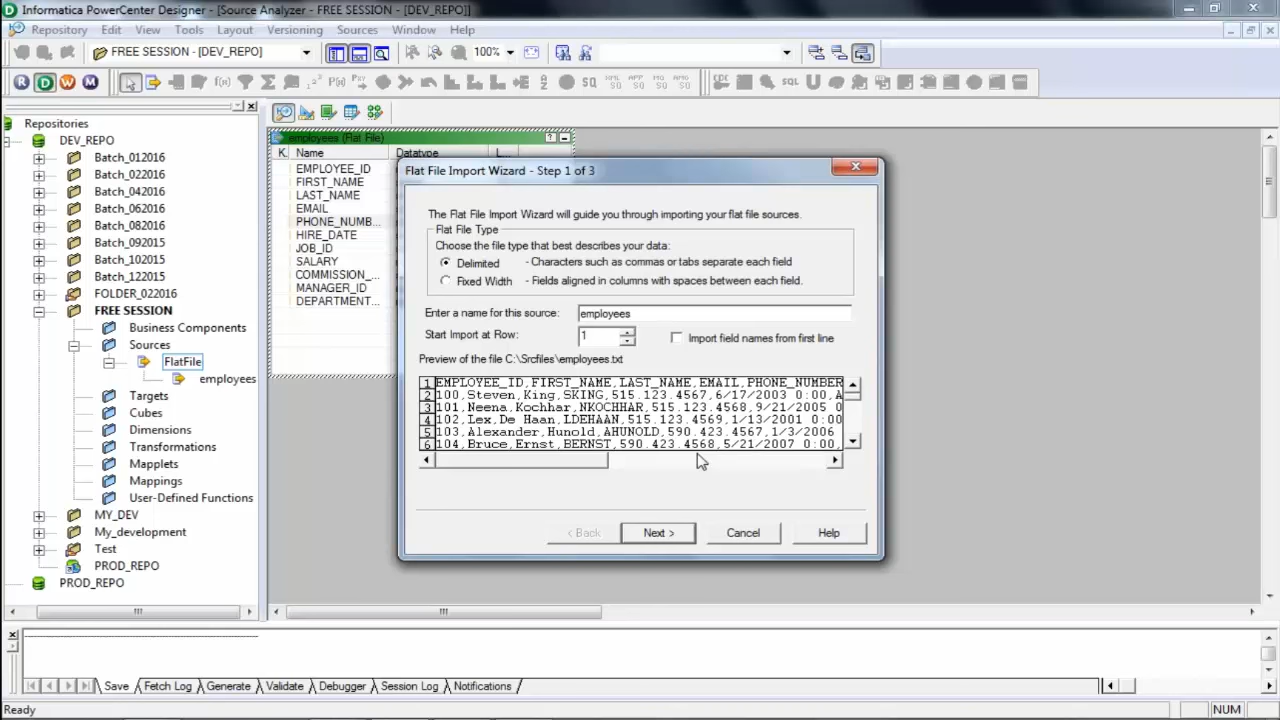 Informatica PowerCenter Designer - [Source Analyzer - FREE SESSION - [DEV_REPO]]
Repository Edit View Tools Layout Versioning Sources Window Help
FREE SESSION - [DEV_REPO]
100%
R D W M
f(x) Σ SQ SQL
Repositories
DEV_REPO
Batch_012016
Batch_022016
Batch_042016
Batch_062016
Batch_082016
Batch_092015
Batch_102015
Batch_122015
FOLDER_022016
FREE SESSION
Business Components
Sources
FlatFile
employees
Targets
Cubes
Dimensions
Transformations
Mapplets
Mappings
User-Defined Functions
MY_DEV
My_development
Test
PROD_REPO
PROD_REPO
employees (Flat File)
K. Name Datatype L...
EMPLOYEE_ID
FIRST_NAME
LAST_NAME
EMAIL
PHONE_NUMB...
HIRE_DATE
JOB_ID
SALARY
COMMISSION_...
MANAGER_ID
DEPARTMENT...
Flat File Import Wizard - Step 1 of 3
The Flat File Import Wizard will guide you through importing your flat file sources.
Flat File Type
Choose the file type that best describes your data:
Delimited - Characters such as commas or tabs separate each field
Fixed Width - Fields aligned in columns with spaces between each field.
Enter a name for this source: employees
Start Import at Row: 1 Import field names from first line
Preview of the file C:\Srcfiles\employees.txt
1 EMPLOYEE_ID,FIRST_NAME,LAST_NAME,EMAIL,PHONE_NUMBER
2 100,Steven,King,SKING,515.123.4567,6/17/2003 0:00,A
3 101,Neena,Kochhar,NKOCHHAR,515.123.4568,9/21/2005 0
4 102,Lex,De Haan,LDEHAAN,515.123.4569,1/13/2001 0:00
5 103,Alexander,Hunold,AHUNOLD,590.423.4567,1/3/2006
6 104,Bruce,Ernst,BERNST,590.423.4568,5/21/2007 0:00,
< Back Next > Cancel Help
Save Fetch Log Generate Validate Debugger Session Log Notifications
Ready NUM